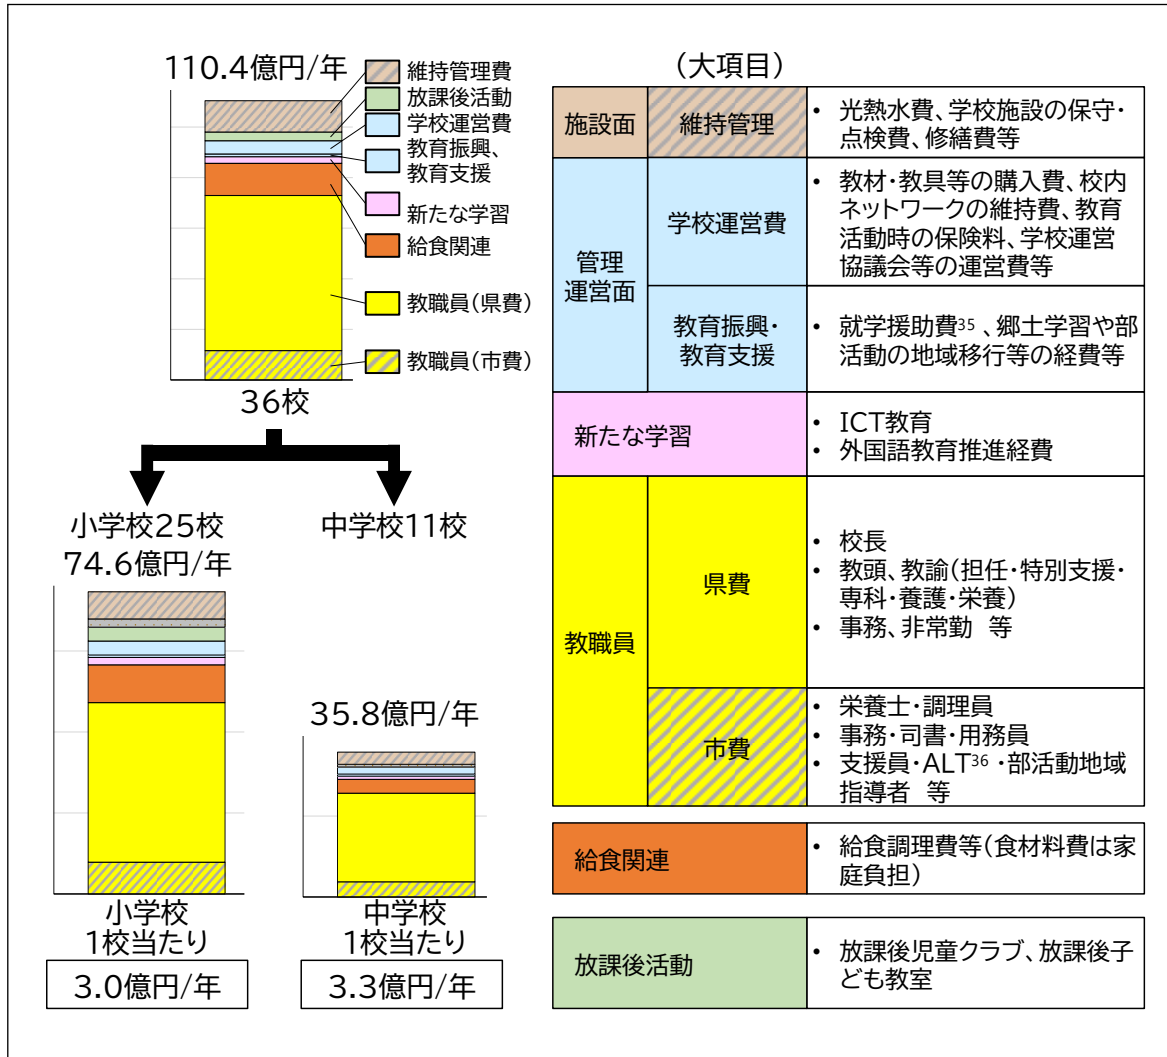 110.4億円/年
維持管理費
放課後活動
学校運営費
教育振興、
教育支援
新たな学習
給食関連
教職員(県費)
教職員(市費)
36校
小学校25校
74.6億円/年
中学校11校
35.8億円/年
小学校
1校当たり
3.0億円/年
中学校
1校当たり
3.3億円/年
(大項目)
施設面
維持管理
• 光熱水費、学校施設の保守・
点検費、修繕費等
管理
運営面
学校運営費
• 教材・教具等の購入費、校内
ネットワークの維持費、教育
活動時の保険料、学校運営
協議会等の運営費等
教育振興・
教育支援
• 就学援助費35 、郷土学習や部
活動の地域移行等の経費等
新たな学習
• ICT教育
• 外国語教育推進経費
教職員
県費
• 校長
• 教頭、教諭(担任・特別支援・
専科・養護・栄養)
• 事務、非常勤 等
市費
• 栄養士・調理員
• 事務・司書・用務員
• 支援員・ALT36 ・部活動地域
指導者 等
給食関連
• 給食調理費等(食材料費は家
庭負担)
放課後活動
• 放課後児童クラブ、放課後子
ども教室